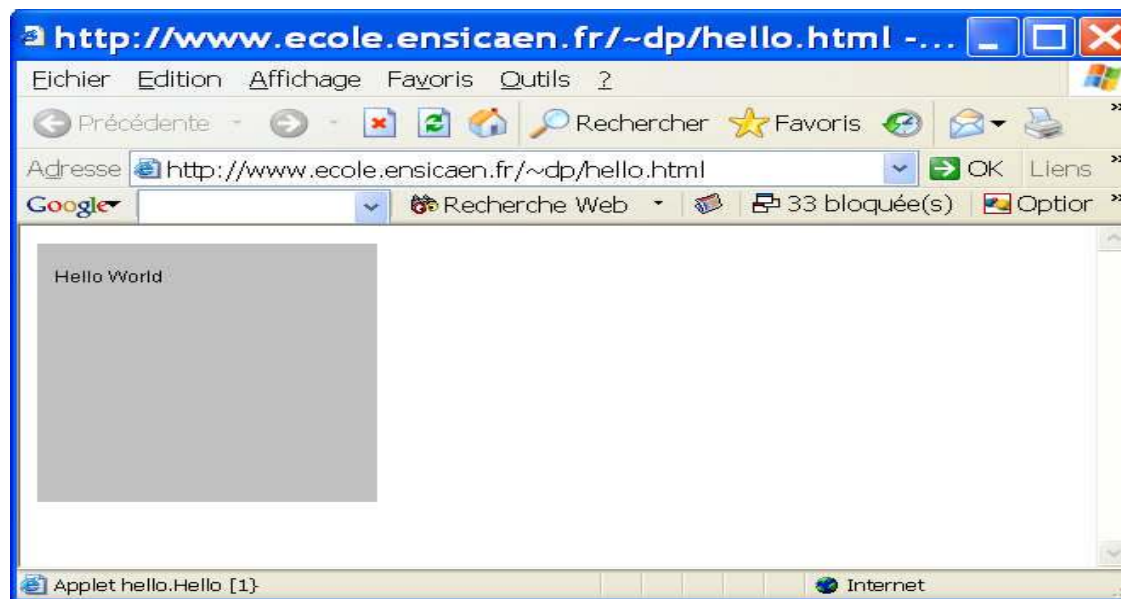 http://www.ecole.ensicaen.fr/~dp/hello.html -...
Fichier Edition Affichage Favoris Outils ?
Précédente Rechercher Favoris »
Adresse http://www.ecole.ensicaen.fr/~dp/hello.html OK Liens »
Google Recherche Web 33 bloquée(s) Optior »
Hello World
Applet hello.Hello [1} Internet